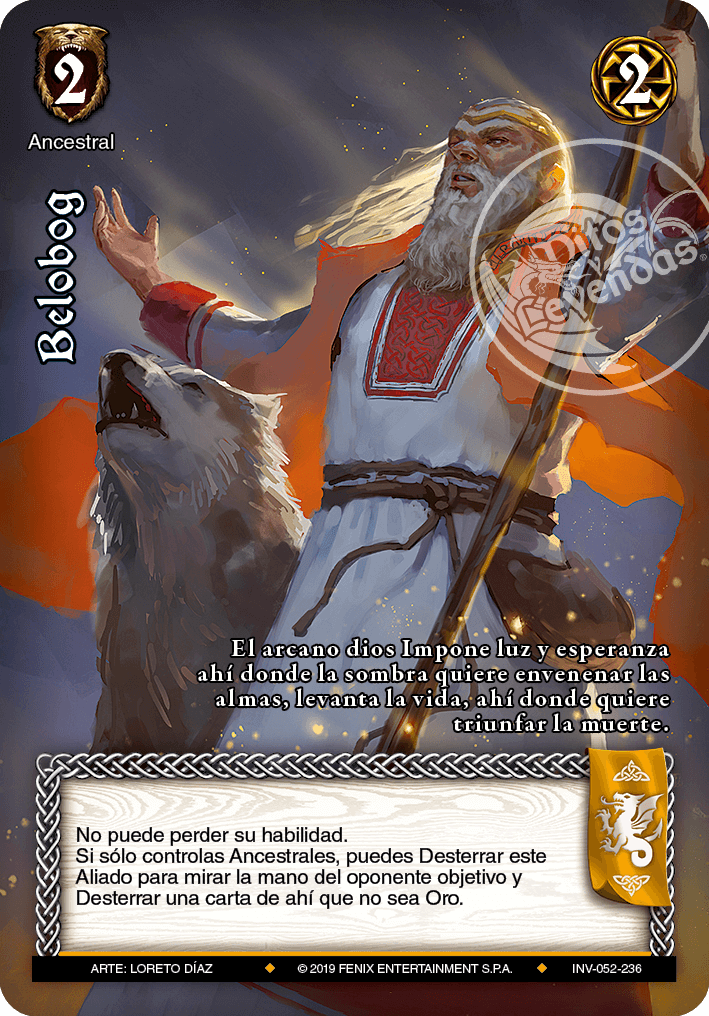 2
2
Ancestral
Belobog
Mitos
y
Leyendas
El arcano dios Impone luz y esperanza
ahí donde la sombra quiere envenenar las
almas, levanta la vida, ahí donde quiere
triunfar la muerte.
No puede perder su habilidad.
Si sólo controlas Ancestrales, puedes Desterrar este
Aliado para mirar la mano del oponente objetivo y
Desterrar una carta de ahí que no sea Oro.
ARTE: LORETO DÍAZ ◆ © 2019 FENIX ENTERTAINMENT S.P.A. ◆ INV-052-236